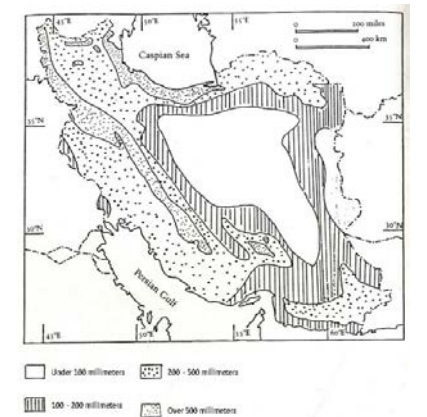 45°E 50°E 55°E
0 200 miles
0 400 km
Caspian Sea
35°N 35°N
30°N 30°N
Persian Gulf
45°E 50°E 55°E 60°E
Under 100 millimeters 200 - 500 millimeters
100 - 200 millimeters Over 500 millimeters